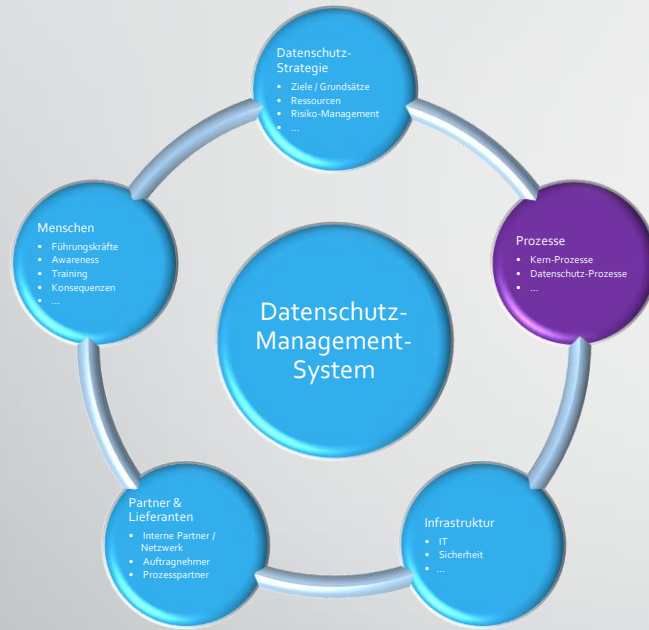 Datenschutz-
Strategie
• Ziele / Grundsätze
• Ressourcen
• Risiko-Management
• ...
Menschen
• Führungskräfte
• Awareness
• Training
• Konsequenzen
• ...
Prozesse
• Kern-Prozesse
• Datenschutz-Prozesse
• ...
Datenschutz-
Management-
System
Partner &
Lieferanten
• Interne Partner /
Netzwerk
• Auftragnehmer
• Prozesspartner
Infrastruktur
• IT
• Sicherheit
• ...